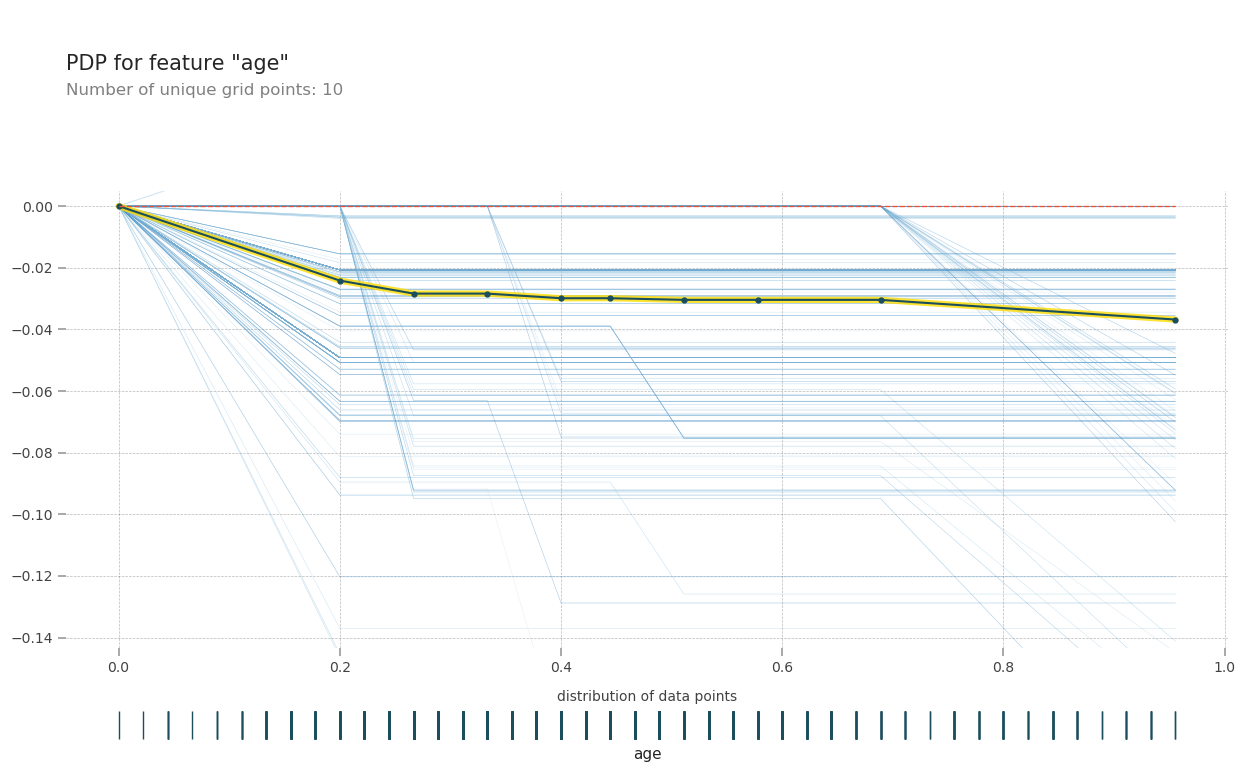 PDP for feature "age"
Number of unique grid points: 10
0.00
−0.02
−0.04
−0.06
−0.08
−0.10
−0.12
−0.14
0.0 0.2 0.4 0.6 0.8 1.0
distribution of data points
age